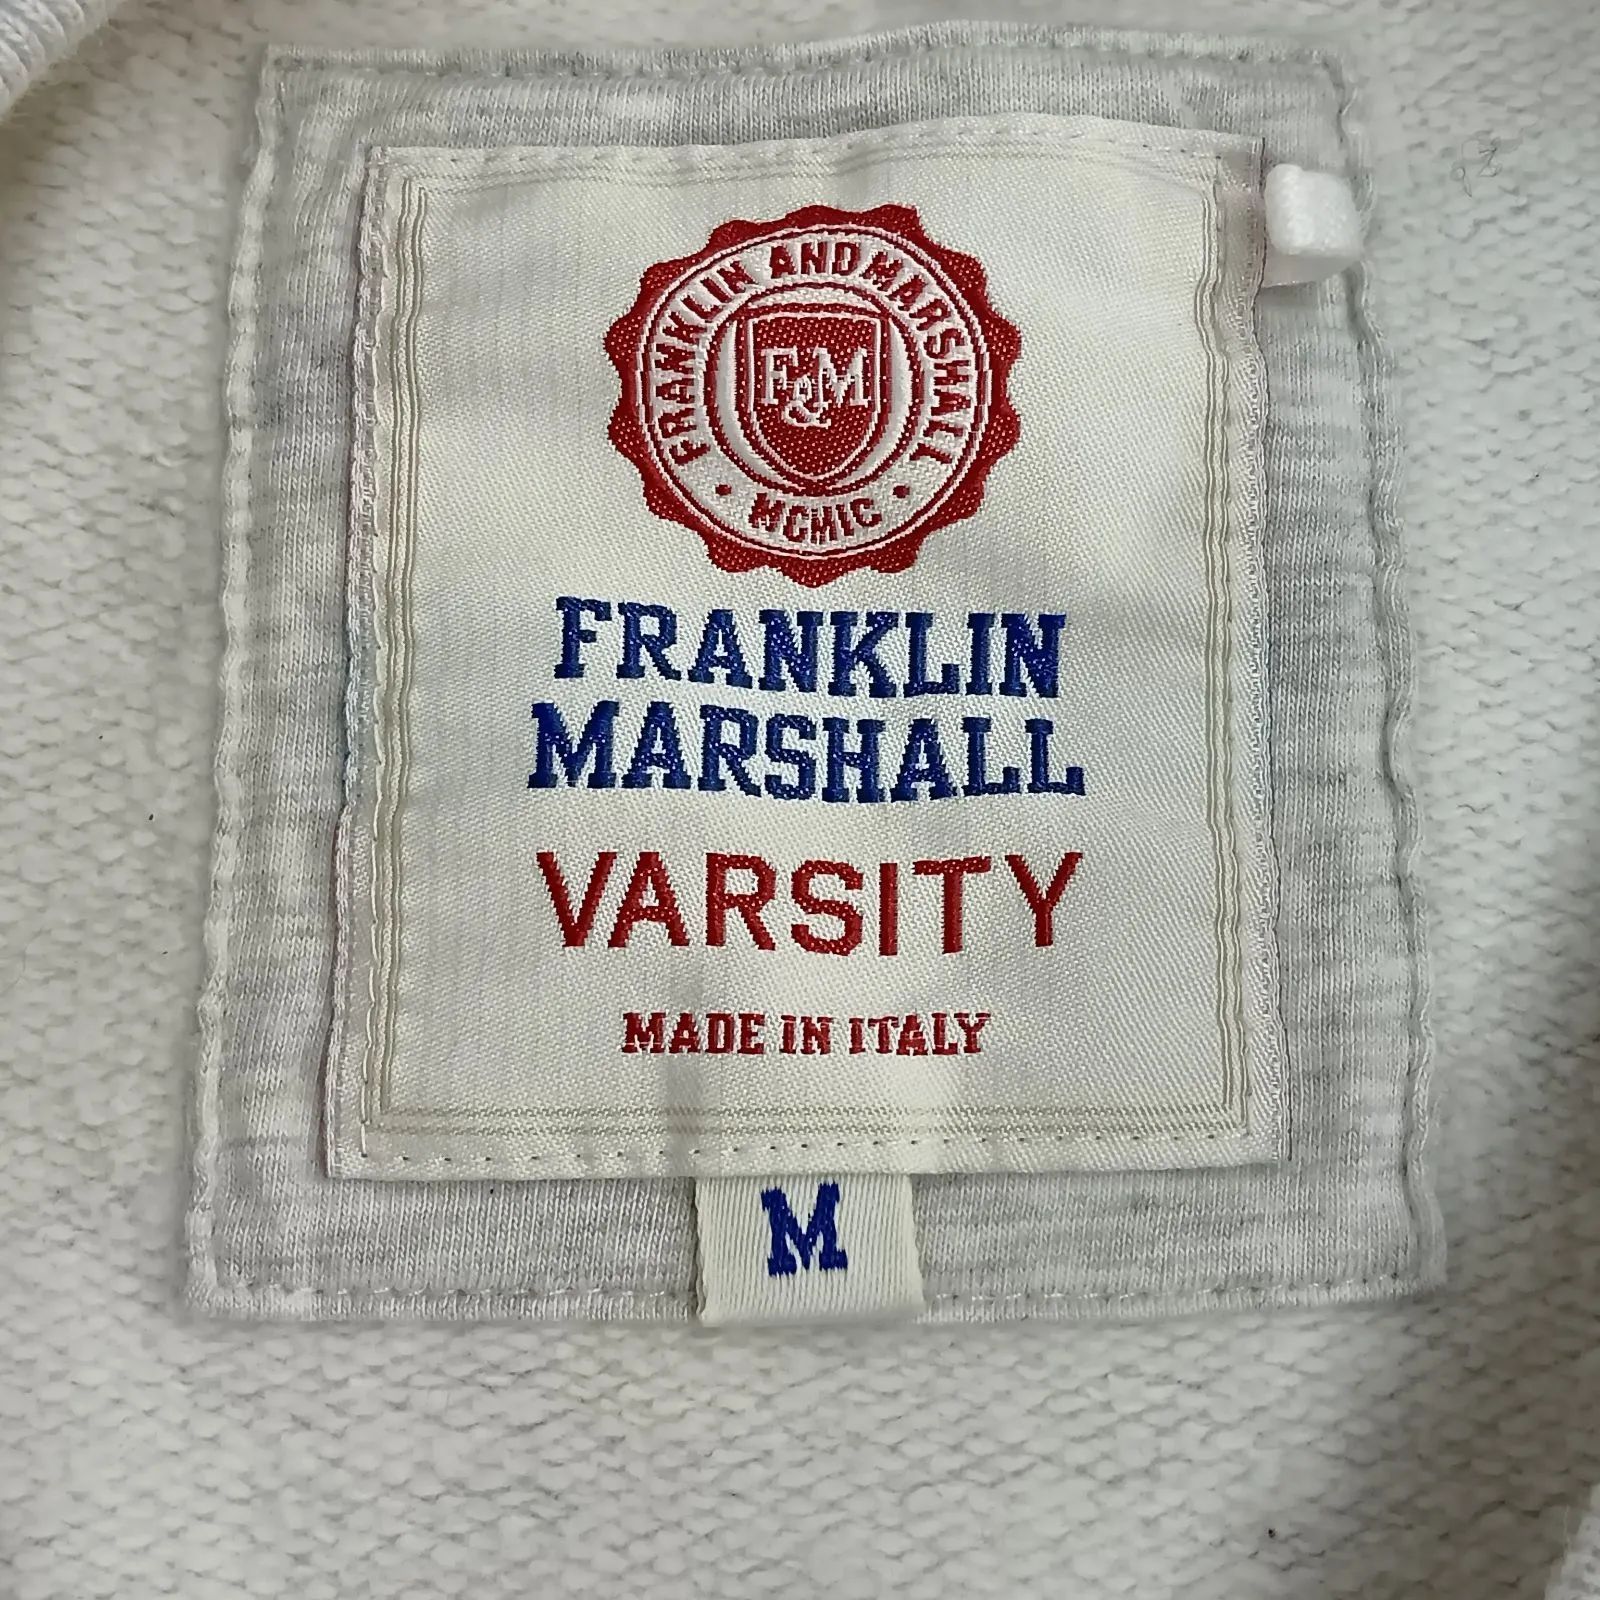 FRANKLIN AND MARSHALL
F&M
• MCMIC •
FRANKLIN
MARSHALL
VARSITY
MADE IN ITALY
M